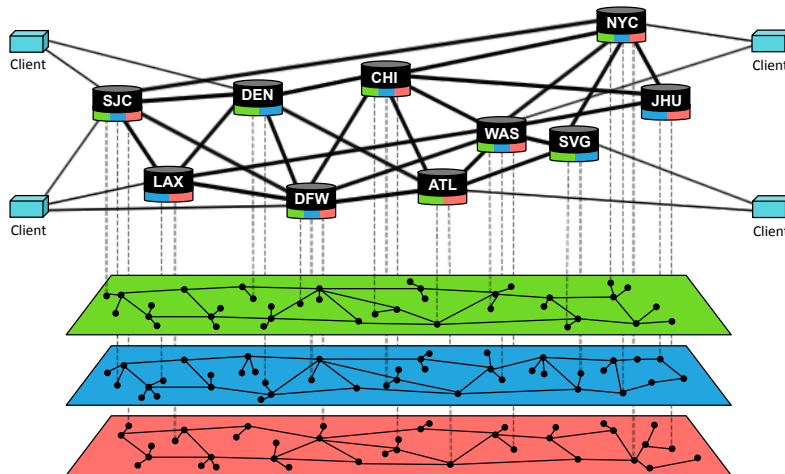 NYC
Client
Client
CHI
SJC
DEN
JHU
WAS
SVG
LAX
ATL
DFW
Client
Client